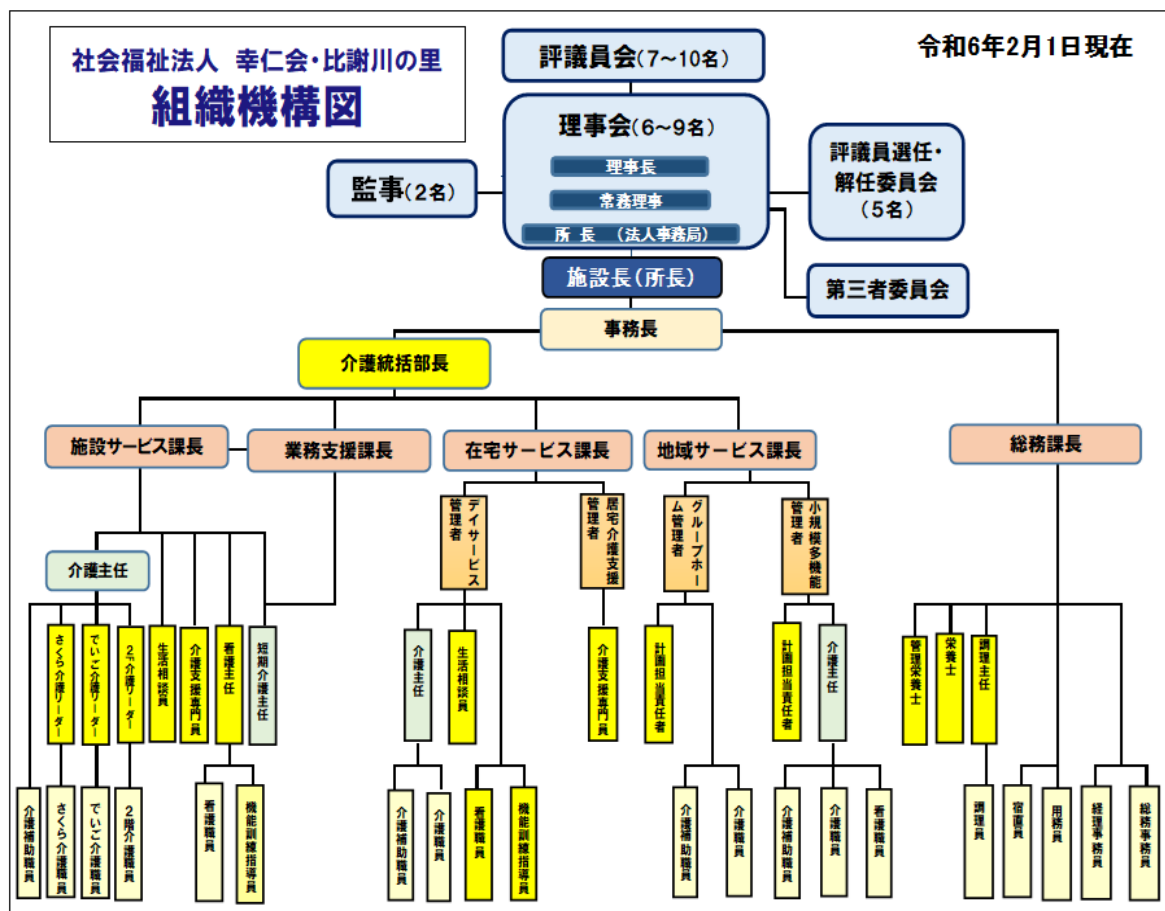 社会福祉法人 幸仁会・比謝川の里
組織機構図
令和6年2月1日現在
評議員会(7～10名)
理事会(6～9名)
理事長
常務理事
所 長 (法人事務局)
監事(2名)
評議員選任・
解任委員会
(5名)
第三者委員会
施設長(所長)
事務長
介護統括部長
施設サービス課長
業務支援課長
在宅サービス課長
地域サービス課長
総務課長
デイサービス
管理者
居宅介護支援
管理者
グループホー
ム管理者
小規模多機能
管理者
介護主任
さくら介護リーダー
でいご介護リーダー
2F介護リーダー
生活相談員
介護支援専門員
看護主任
短期介護主任
介護主任
生活相談員
介護支援専門員
計画担当責任者
計画担当責任者
介護主任
管理栄養士
栄養士
調理主任
介護補助職員
さくら介護職員
でいご介護職員
2階介護職員
看護職員
機能訓練指導員
介護補助職員
介護職員
看護職員
機能訓練指導員
介護補助職員
介護職員
介護補助職員
介護職員
看護職員
調理員
宿直員
用務員
経理事務員
総務事務員